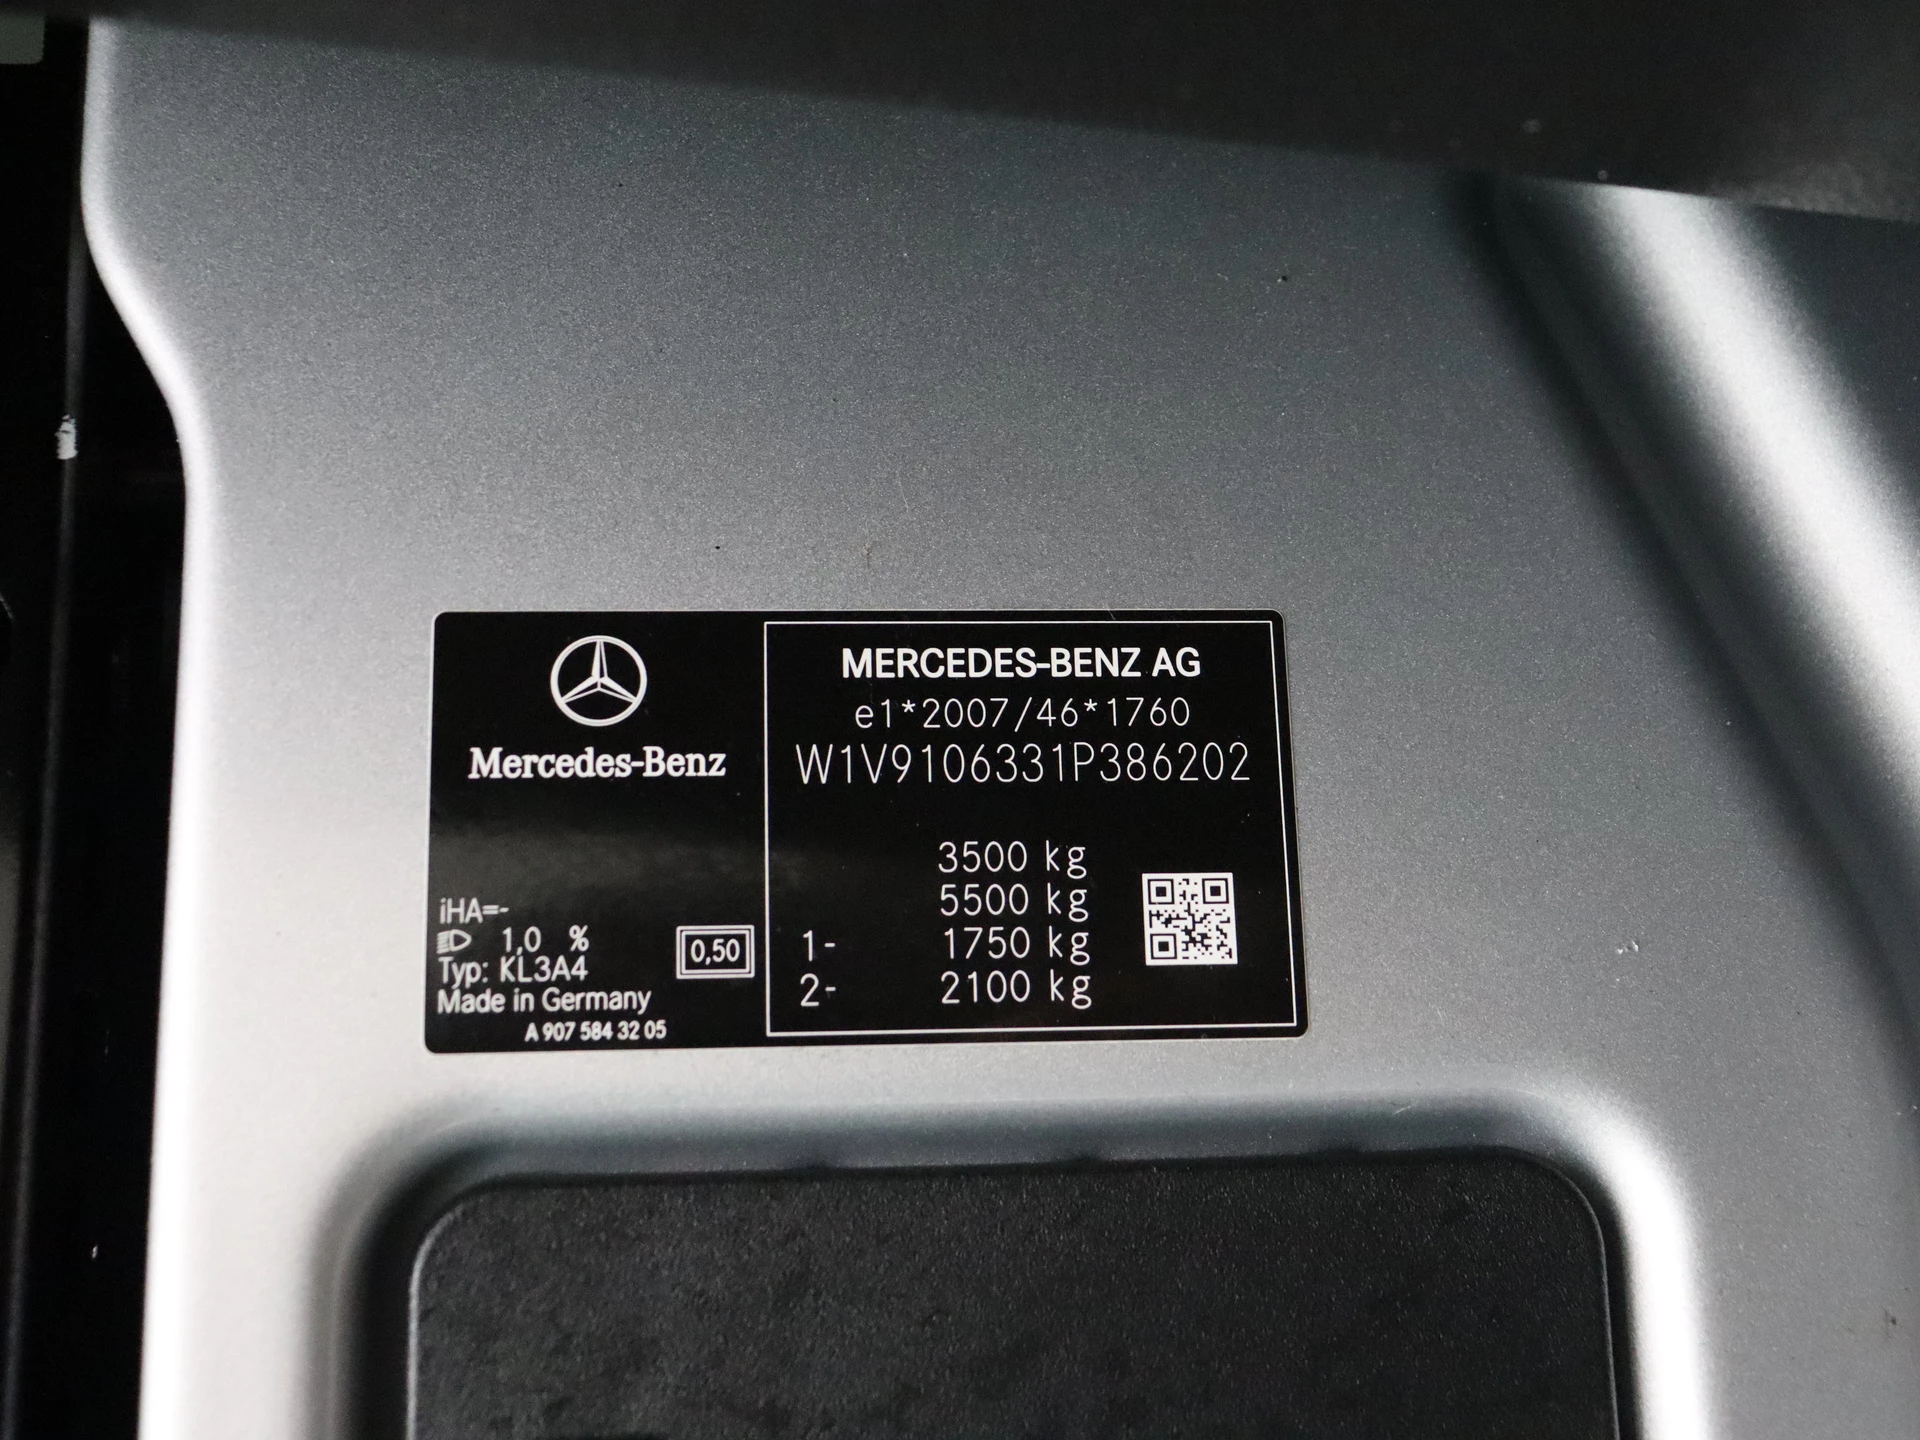 Mercedes-Benz
iHA=-
1,0 %
Typ: KL3A4
Made in Germany
A 907 584 32 05
0,50
MERCEDES-BENZ AG
e1*2007/46*1760
W1V9106331P386202
3500 kg
5500 kg
1- 1750 kg
2- 2100 kg